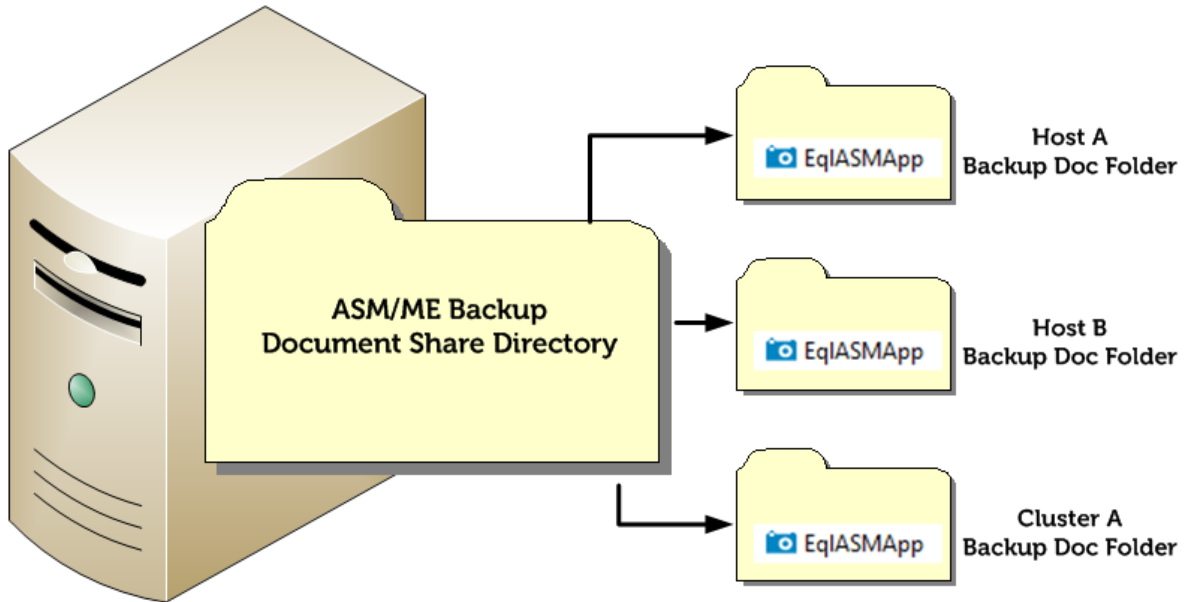 ASM/ME Backup
Document Share Directory
EqlASMApp
Host A
Backup Doc Folder
EqlASMApp
Host B
Backup Doc Folder
EqlASMApp
Cluster A
Backup Doc Folder